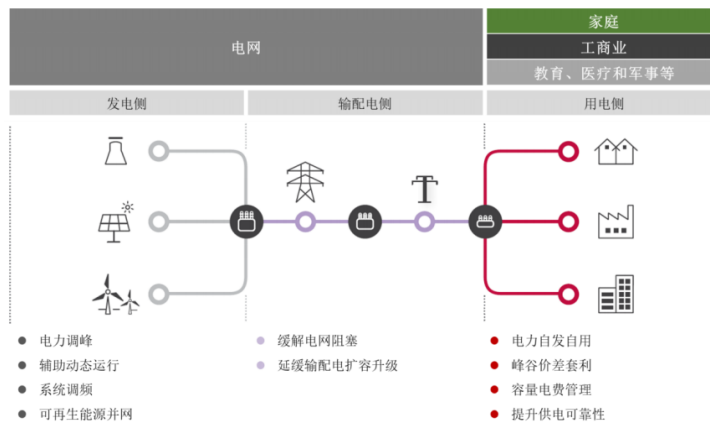 电网
家庭
工商业
教育、医疗和军事等
发电侧
输配电侧
用电侧
电力调峰
辅助动态运行
系统调频
可再生能源并网
缓解电网阻塞
延缓输配电扩容升级
电力自发自用
峰谷价差套利
容量电费管理
提升供电可靠性